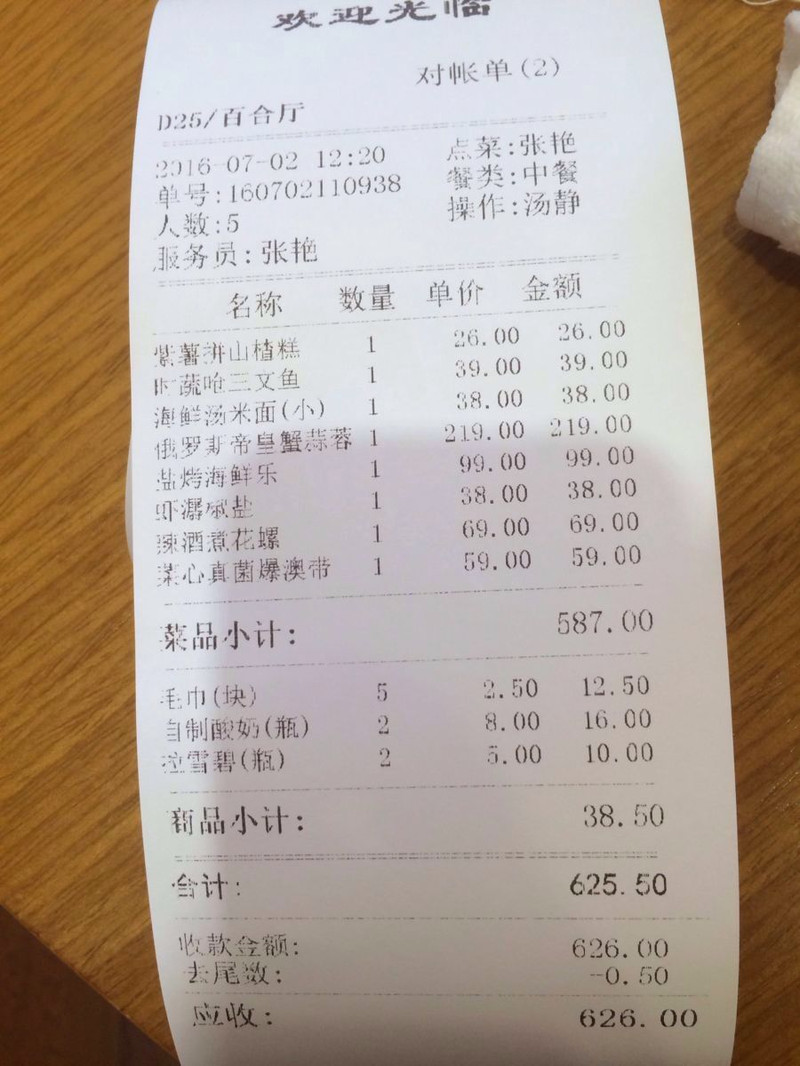 欢迎光临
对帐单(2)
D25/百合厅
2016-07-02 12:20 点菜:张艳
单号:160702110938 餐类:中餐
人数:5 操作:汤静
服务员:张艳
名称 数量 单价 金额
紫薯拼山楂糕 1 26.00 26.00
时蔬呛三文鱼 1 39.00 39.00
海鲜汤米面(小) 1 38.00 38.00
俄罗斯帝皇蟹蒜蓉 1 219.00 219.00
盐烤海鲜乐 1 99.00 99.00
虾潺椒盐 1 38.00 38.00
辣酒煮花螺 1 69.00 69.00
菜心真菌爆澳带 1 59.00 59.00
菜品小计: 587.00
毛巾(块) 5 2.50 12.50
自制酸奶(瓶) 2 8.00 16.00
拉雪碧(瓶) 2 5.00 10.00
商品小计: 38.50
合计: 625.50
收款金额: 626.00
去尾数: -0.50
应收: 626.00